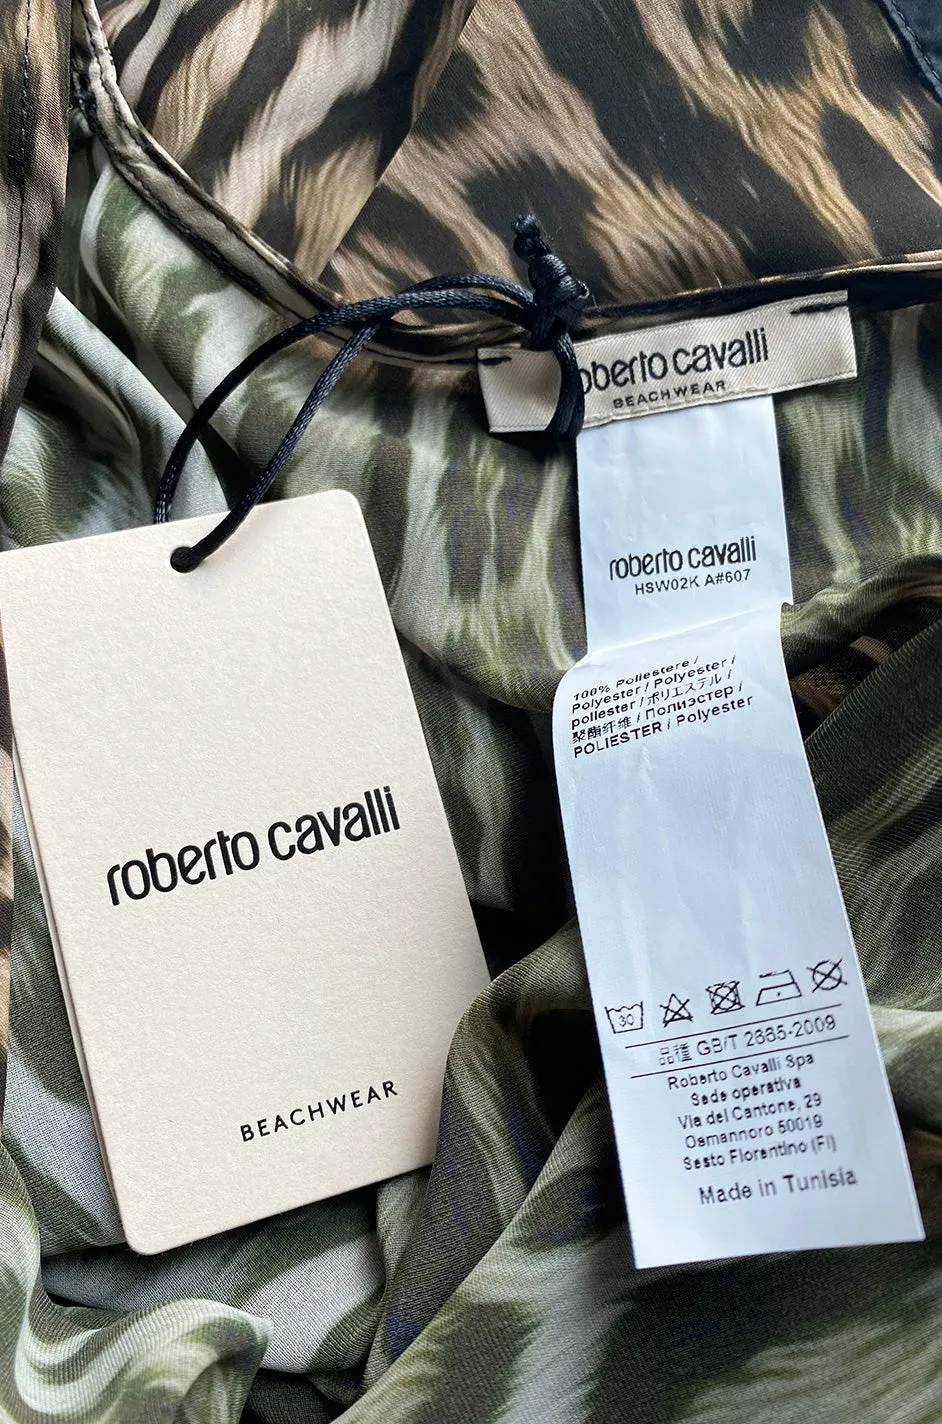 roberto cavalli
BEACHWEAR
roberto cavalli
HSW02K A#607
100% Poliestere /
Polyester / Polyester /
poliester / ポリエステル /
聚酯纤维 / Полиэстер /
POLIESTER / Polyester
30
品種 GB/T 2885-2009
Roberto Cavalli Spa
Sede operativa
Via del Cantone, 29
Osmannoro 50019
Sesto Fiorentino (FI)
Made in Tunisia
roberto cavalli
BEACHWEAR